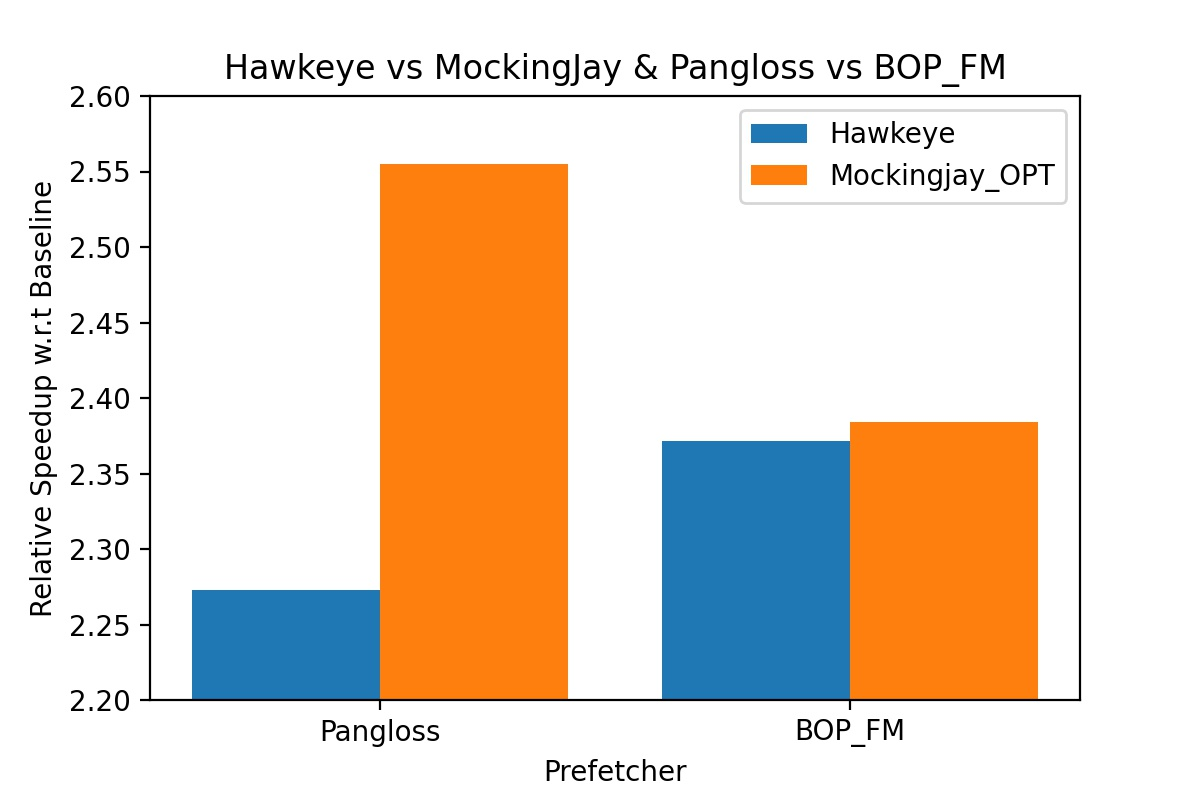 Hawkeye vs MockingJay & Pangloss vs BOP_FM
2.60
2.55
2.50
2.45
2.40
2.35
2.30
2.25
2.20
Relative Speedup w.r.t Baseline
Hawkeye
Mockingjay_OPT
Pangloss
BOP_FM
Prefetcher